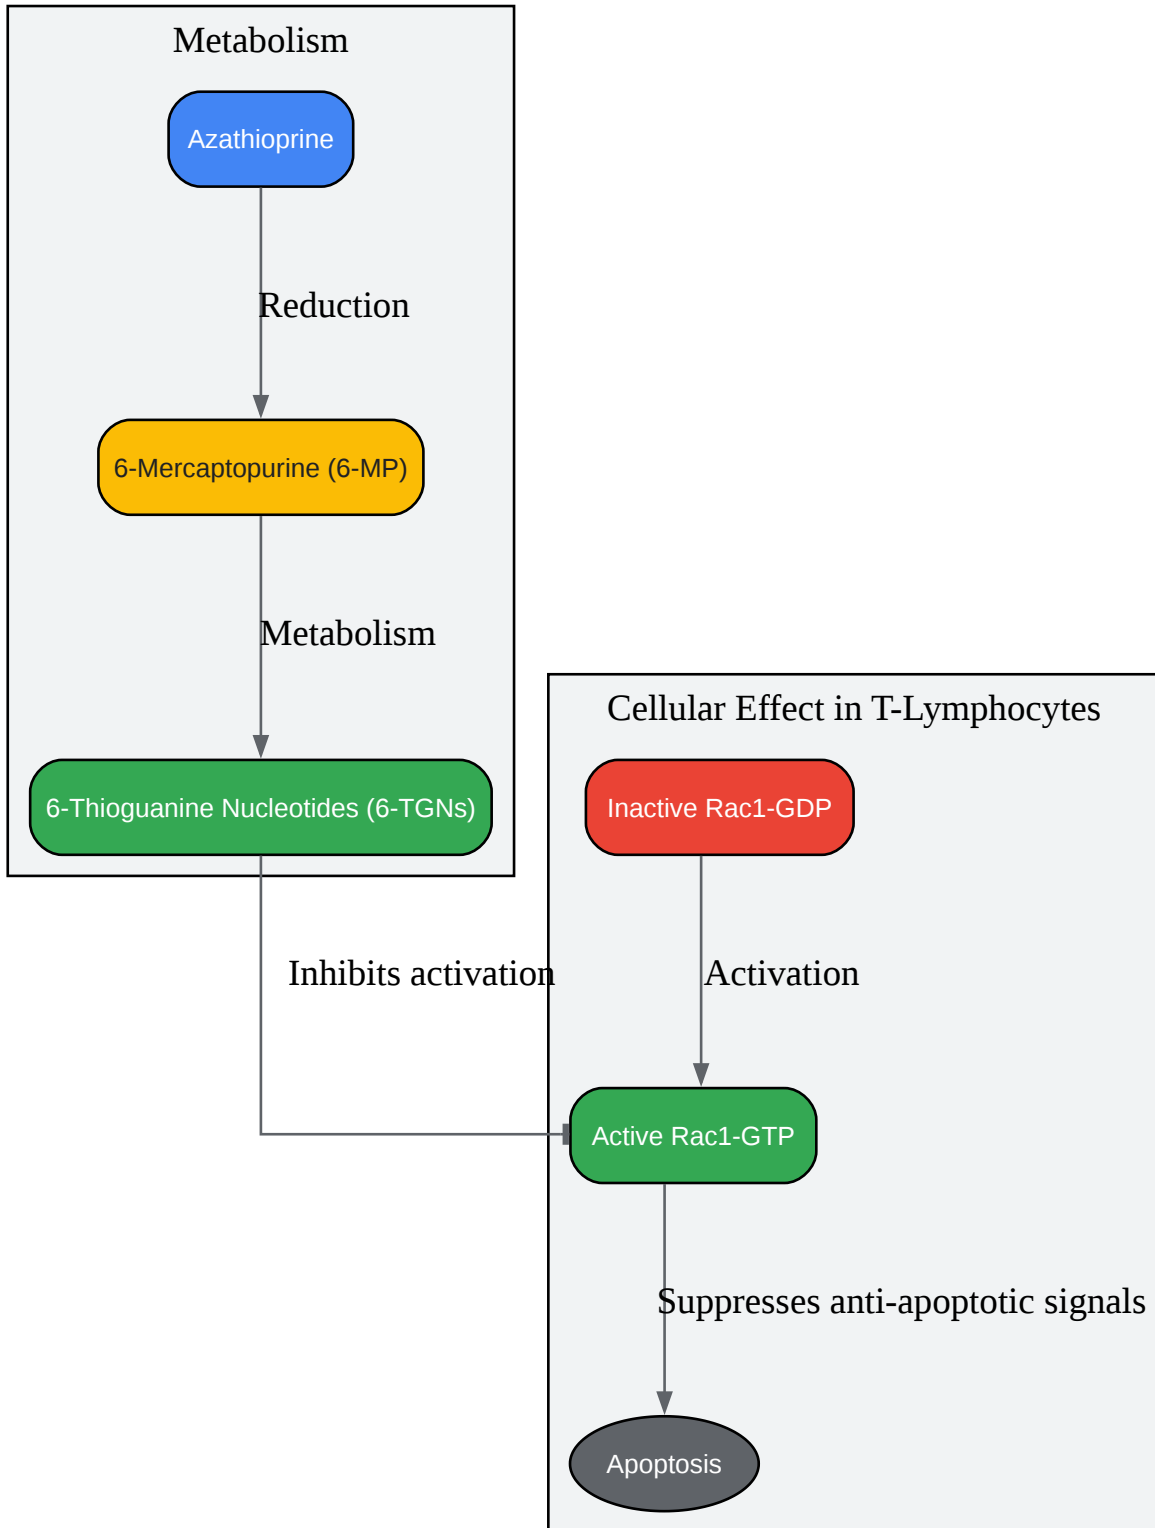 Metabolism
Azathioprine
Reduction
6-Mercaptopurine (6-MP)
Metabolism
6-Thioguanine Nucleotides (6-TGNs)
Cellular Effect in T-Lymphocytes
Inactive Rac1-GDP
Inhibits activation
Activation
Active Rac1-GTP
Suppresses anti-apoptotic signals
Apoptosis